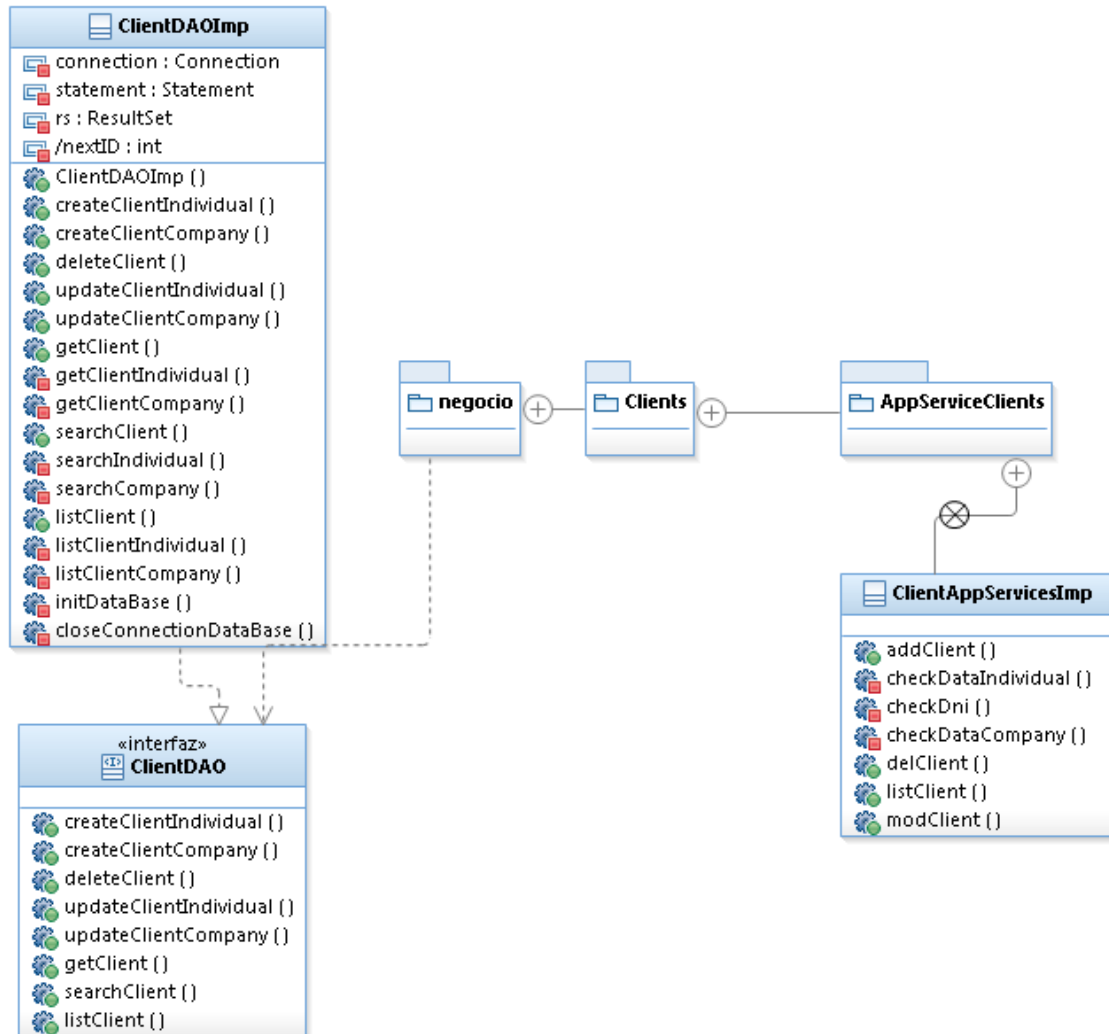 ClientDAOImp
connection : Connection
statement : Statement
rs : ResultSet
/nextID : int
ClientDAOImp ()
createClientIndividual ()
createClientCompany ()
deleteClient ()
updateClientIndividual ()
updateClientCompany ()
getClient ()
getClientIndividual ()
getClientCompany ()
searchClient ()
searchIndividual ()
searchCompany ()
listClient ()
listClientIndividual ()
listClientCompany ()
initDataBase ()
closeConnectionDataBase ()
negocio
Clients
AppServiceClients
ClientAppServicesImp
addClient ()
checkDataIndividual ()
checkDni ()
checkDataCompany ()
delClient ()
listClient ()
modClient ()
«interfaz»
ClientDAO
createClientIndividual ()
createClientCompany ()
deleteClient ()
updateClientIndividual ()
updateClientCompany ()
getClient ()
searchClient ()
listClient ()